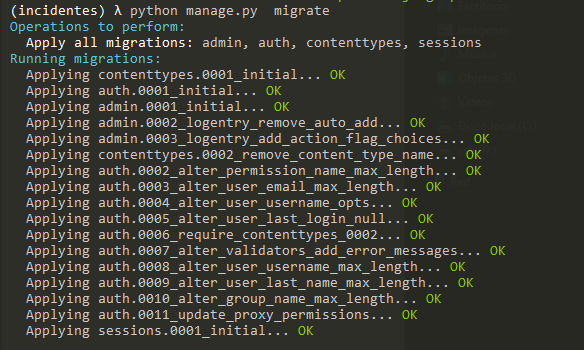 (incidentes) λ python manage.py  migrate
Operations to perform:
  Apply all migrations: admin, auth, contenttypes, sessions
Running migrations:
  Applying contenttypes.0001_initial... OK
  Applying auth.0001_initial... OK
  Applying admin.0001_initial... OK
  Applying admin.0002_logentry_remove_auto_add... OK
  Applying admin.0003_logentry_add_action_flag_choices... OK
  Applying contenttypes.0002_remove_content_type_name... OK
  Applying auth.0002_alter_permission_name_max_length... OK
  Applying auth.0003_alter_user_email_max_length... OK
  Applying auth.0004_alter_user_username_opts... OK
  Applying auth.0005_alter_user_last_login_null... OK
  Applying auth.0006_require_contenttypes_0002... OK
  Applying auth.0007_alter_validators_add_error_messages... OK
  Applying auth.0008_alter_user_username_max_length... OK
  Applying auth.0009_alter_user_last_name_max_length... OK
  Applying auth.0010_alter_group_name_max_length... OK
  Applying auth.0011_update_proxy_permissions... OK
  Applying sessions.0001_initial... OK